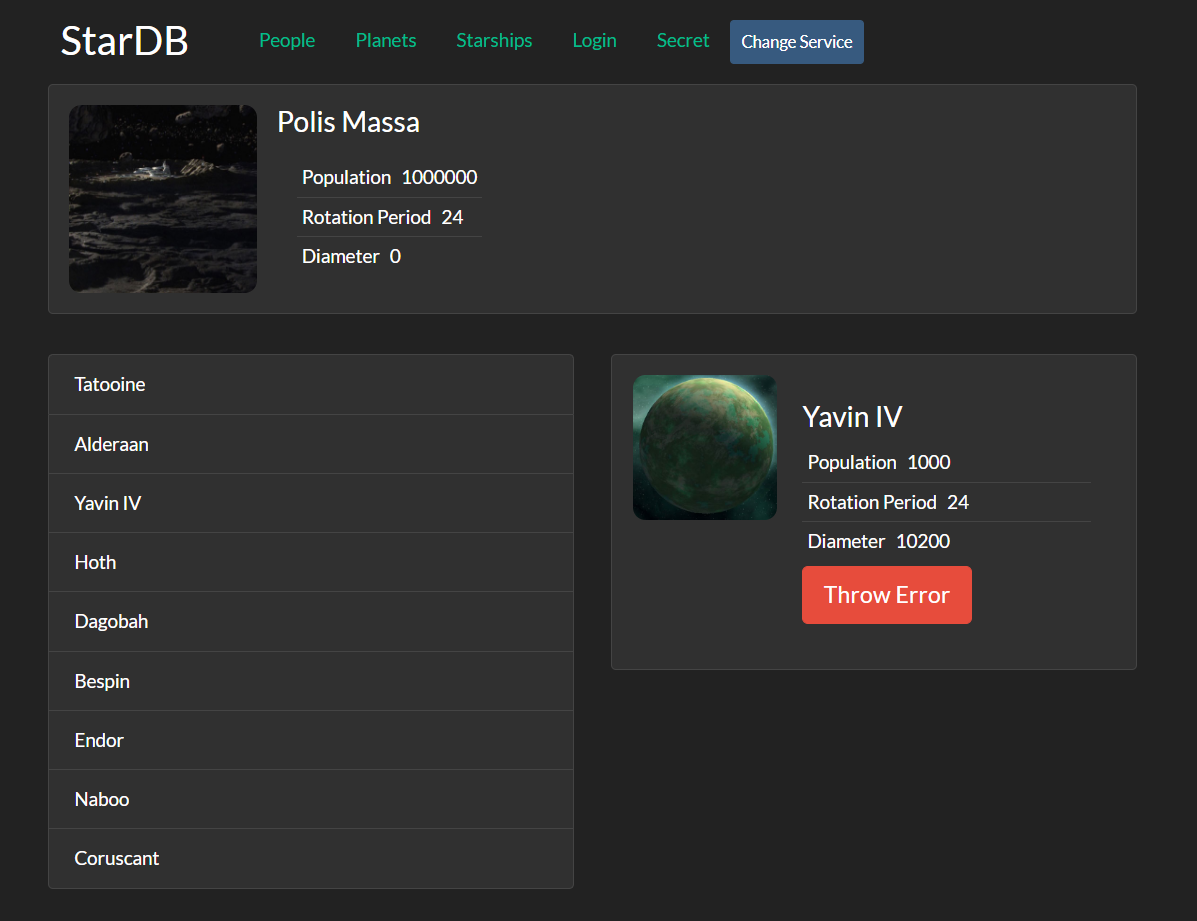 StarDB People Planets Starships Login Secret Change Service
Polis Massa
Population 1000000
Rotation Period 24
Diameter 0
Tatooine
Alderaan
Yavin IV
Hoth
Dagobah
Bespin
Endor
Naboo
Coruscant
Yavin IV
Population 1000
Rotation Period 24
Diameter 10200
Throw Error